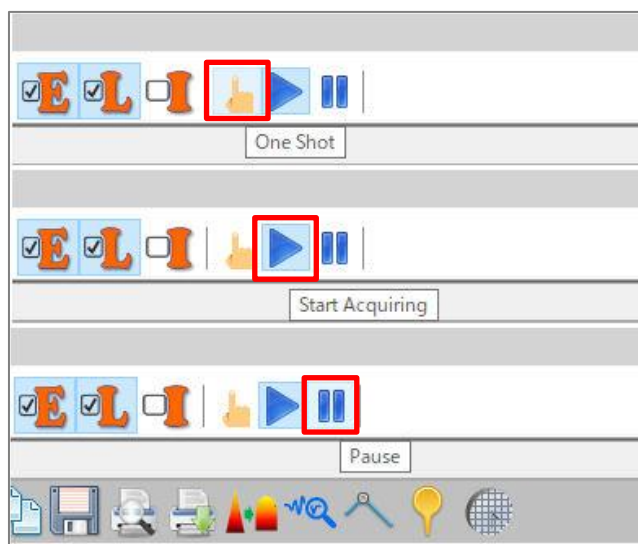 E L I
One Shot
E L I
Start Acquiring
E L I
Pause